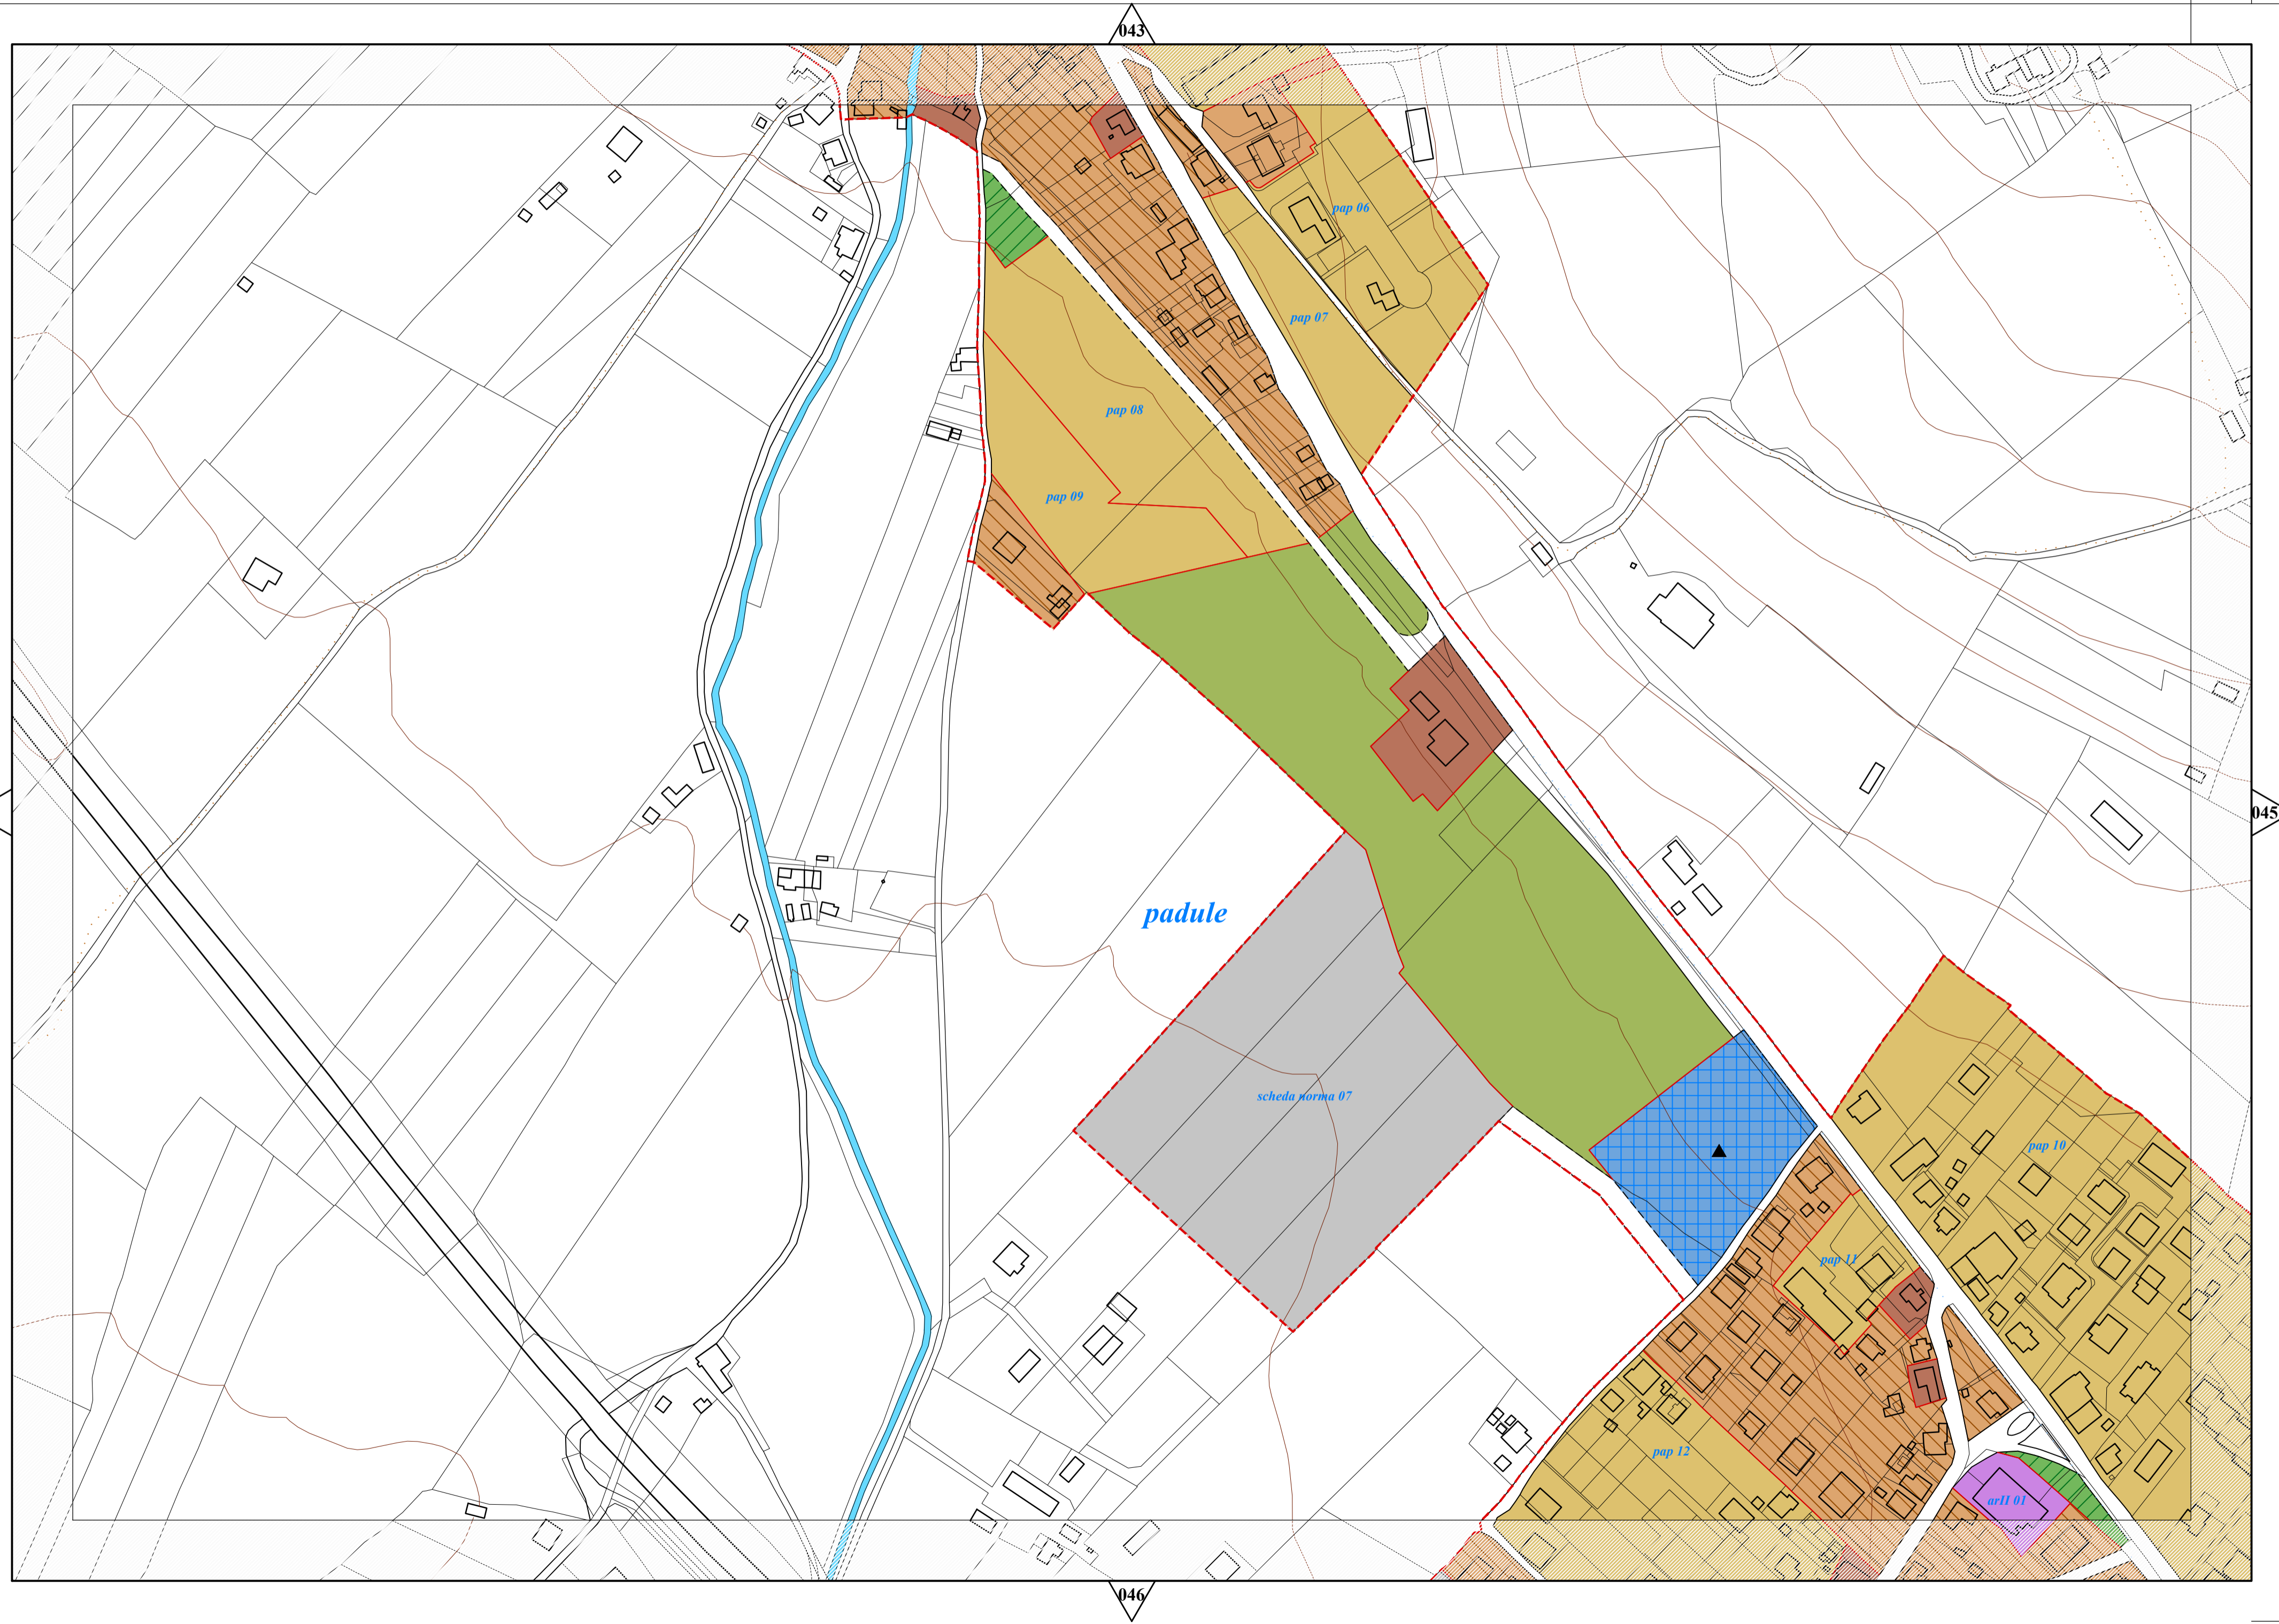 043
pap 06
pap 07
pap 08
pap 09
045
padule
scheda norma 07
pap 10
pap 11
pap 12
arII 01
046